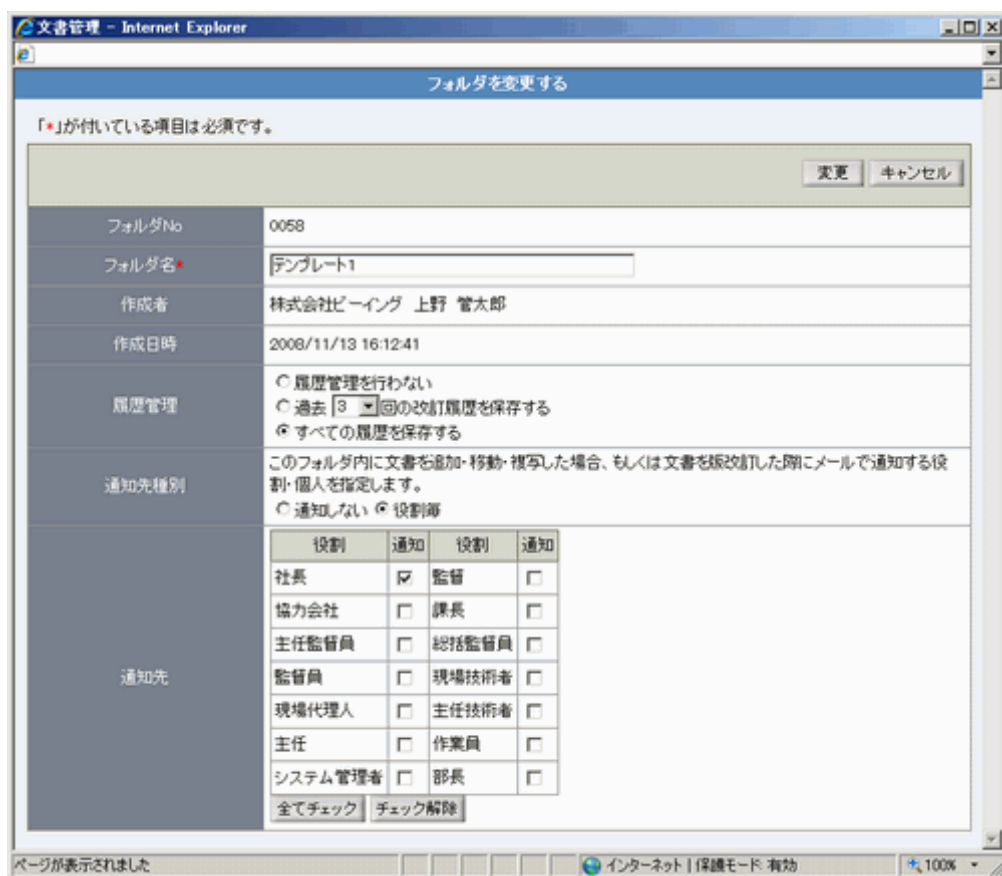 文書管理 - Internet Explorer
フォルダを変更する
「*」が付いている項目は必須です。
変更 キャンセル
フォルダNo 0058
フォルダ名* テンプレート1
作成者 株式会社ビーイング 上野 管太郎
作成日時 2008/11/13 16:12:41
履歴管理
履歴管理を行わない
過去 3 回の改訂履歴を保存する
すべての履歴を保存する
通知先種別
このフォルダ内に文書を追加・移動・複写した場合、もしくは文書を版改訂した際にメールで通知する役
割・個人を指定します。
通知しない 役割毎
通知先
役割 通知 役割 通知
社長 監督
協力会社 課長
主任監督員 総括監督員
監督員 現場技術者
現場代理人 主任技術者
主任 作業員
システム管理者 部長
全てチェック チェック解除
ページが表示されました インターネット | 保護モード: 有効 100%